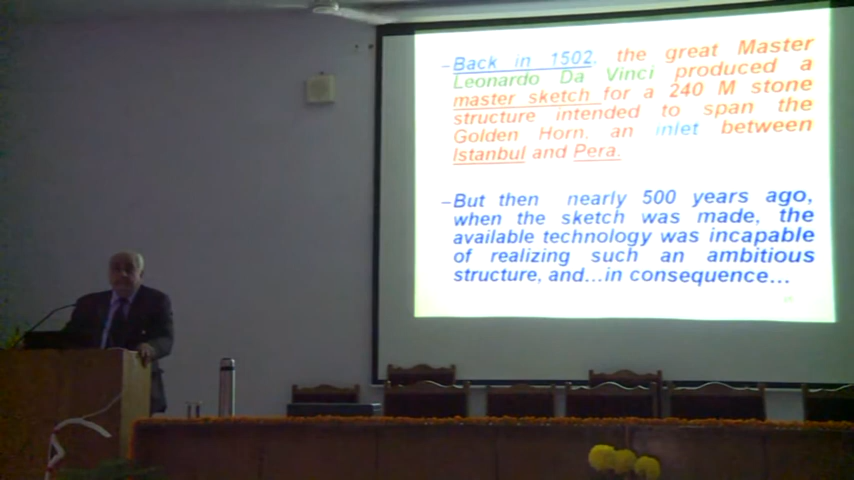 –Back in 1502, the great Master
Leonardo Da Vinci produced a
master sketch for a 240 M stone
structure intended to span the
Golden Horn, an inlet between
Istanbul and Pera.
–But then nearly 500 years ago,
when the sketch was made, the
available technology was incapable
of realizing such an ambitious
structure, and...in consequence...